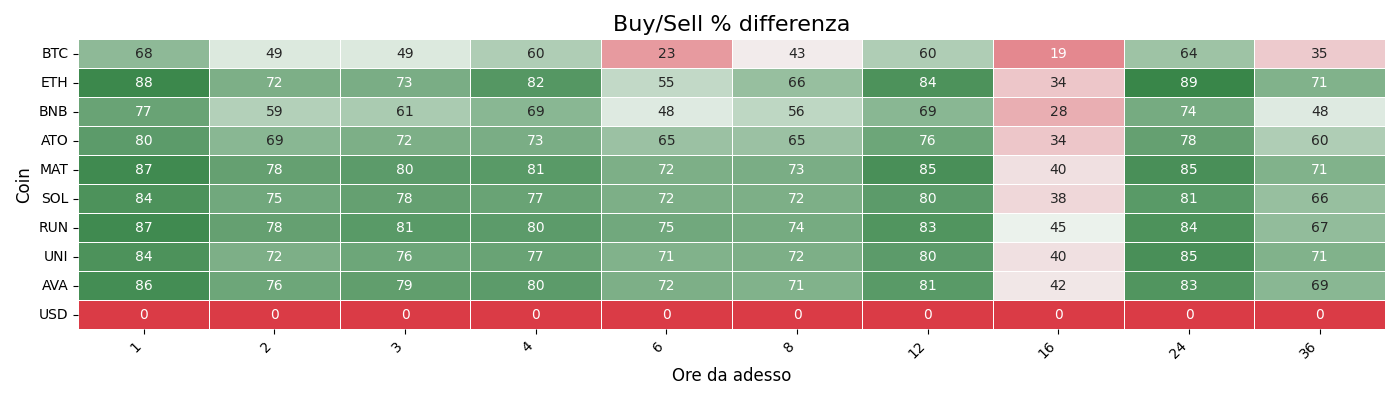 Buy/Sell % differenza
Coin
BTC 68 49 49 60 23 43 60 19 64 35
ETH 88 72 73 82 55 66 84 34 89 71
BNB 77 59 61 69 48 56 69 28 74 48
ATO 80 69 72 73 65 65 76 34 78 60
MAT 87 78 80 81 72 73 85 40 85 71
SOL 84 75 78 77 72 72 80 38 81 66
RUN 87 78 81 80 75 74 83 45 84 67
UNI 84 72 76 77 71 72 80 40 85 71
AVA 86 76 79 80 72 71 81 42 83 69
USD 0 0 0 0 0 0 0 0 0 0
1 2 3 4 6 8 12 16 24 36
Ore da adesso